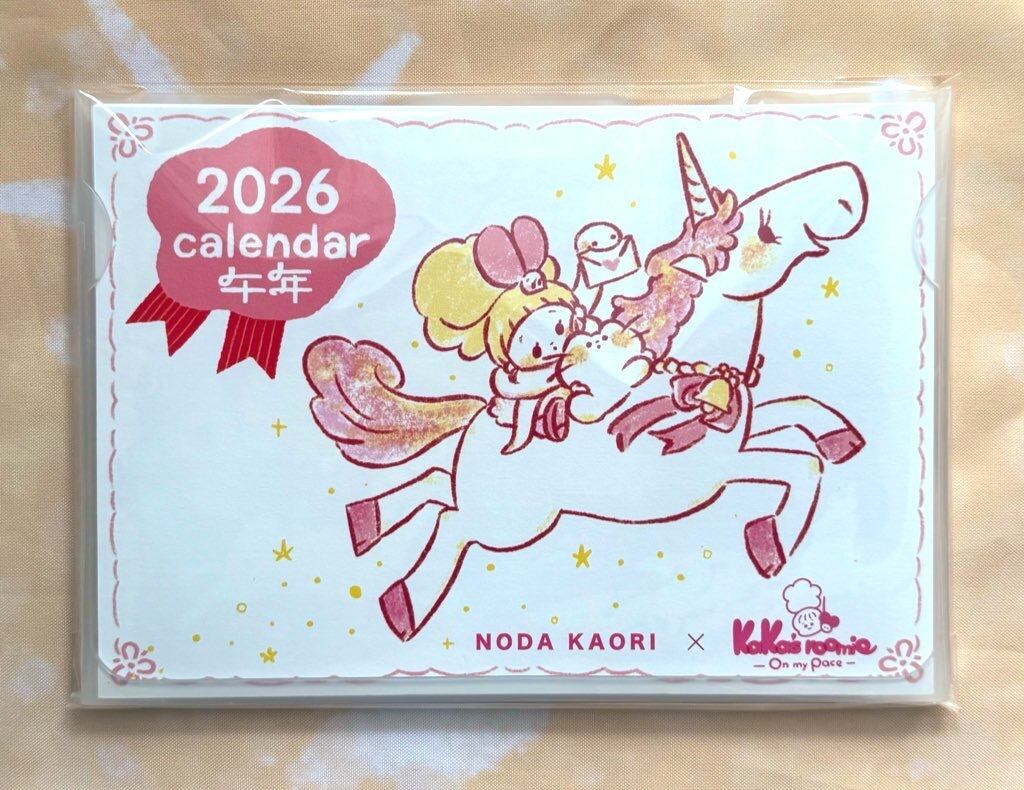 2026
calendar
午年
NODA KAORI × KaKa's roomie
— On my pace —